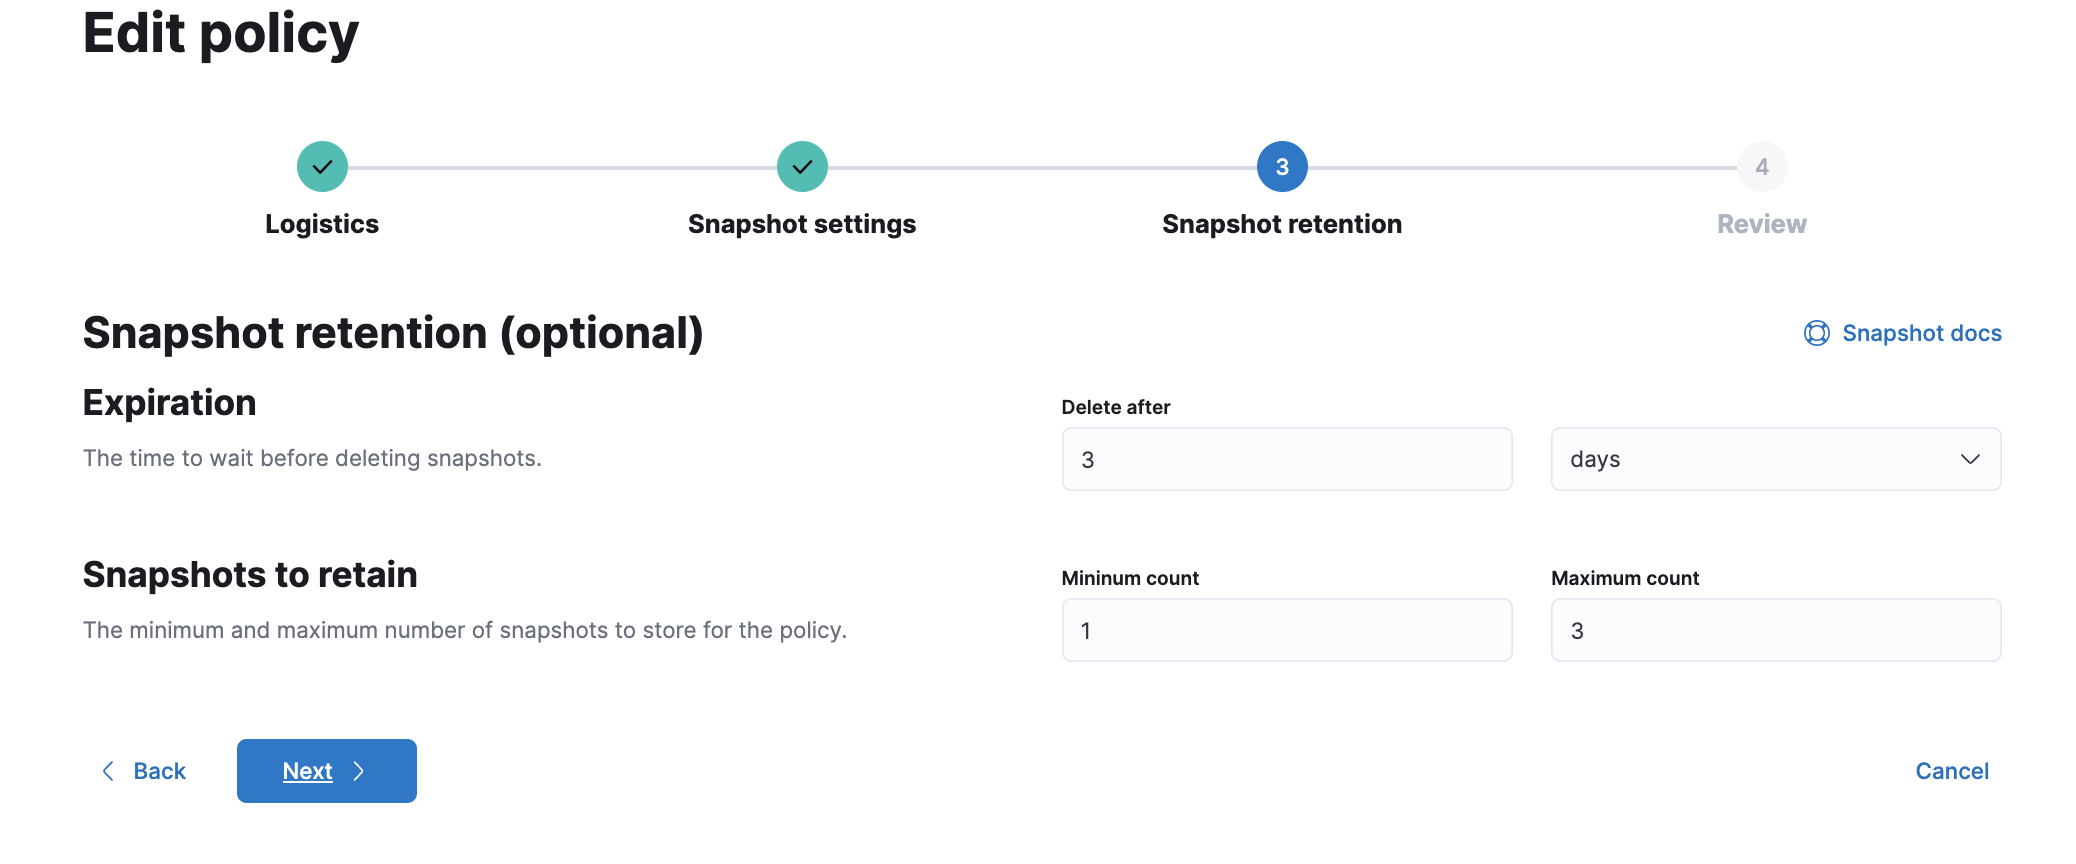 Edit policy
3
4
Logistics
Snapshot settings
Snapshot retention
Review
Snapshot retention (optional)
Snapshot docs
Expiration
The time to wait before deleting snapshots.
Delete after
3
days
Snapshots to retain
The minimum and maximum number of snapshots to store for the policy.
Mininum count
1
Maximum count
3
Back
Next
Cancel